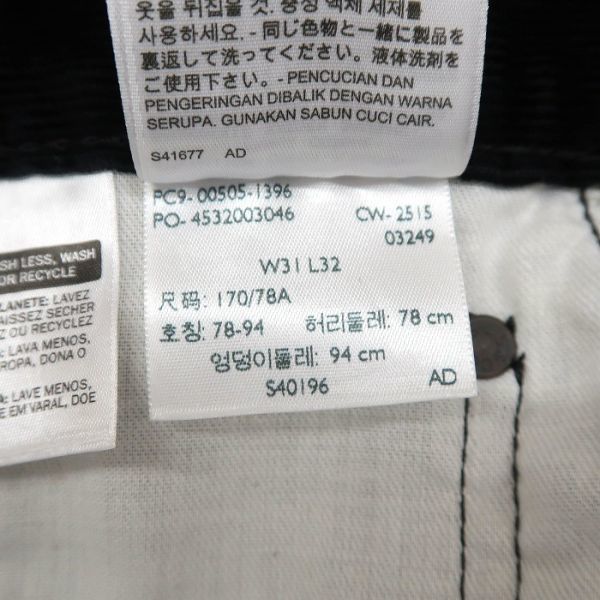 옷을 뒤집을 것. 중성 액체 세제를
사용하세요. - 同じ色物と一緒に製品を
裏返して洗ってください。液体洗剤を
ご使用下さい。- PENCUCIAN DAN
PENGERINGAN DIBALIK DENGAN WARNA
SERUPA. GUNAKAN SABUN CUCI CAIR.
S41677 AD
PC9- 00505-1396
PO- 4532003046 CW- 2515
03249
W31 L32
尺码: 170/78A
호칭: 78-94 허리둘레: 78 cm
엉덩이둘레: 94 cm
S40196 AD
SH LESS, WASH
OR RECYCLE
LANETE: LAVEZ
AISSEZ SECHER
Z OU RECYCLEZ
LAVA MENOS,
ROPA, DONA O
A: LAVE MENOS,
E EM VARAL, DOE